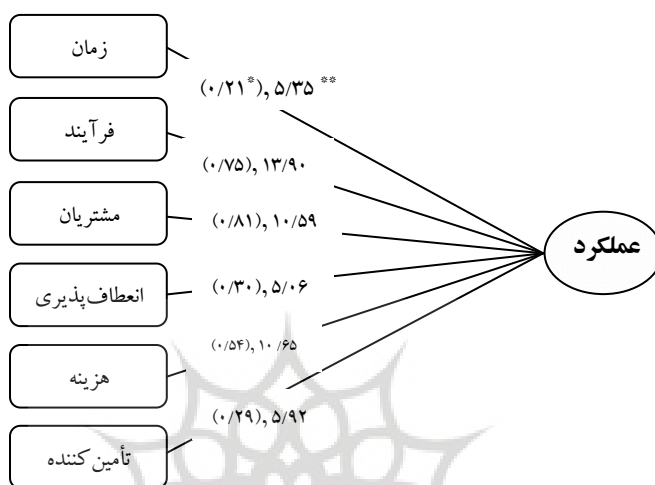 زمان
(۰/۲۱*), ۵/۳۵ **
فرآیند
(۰/۷۵), ۱۳/۹۰
مشتریان
(۰/۸۱), ۱۰/۵۹
عملکرد
انعطاف‌پذیری
(۰/۳۰), ۵/۰۶
(۰/۵۴), ۱۰/۶۵
هزینه
(۰/۲۹), ۵/۹۲
تأمین‌کننده